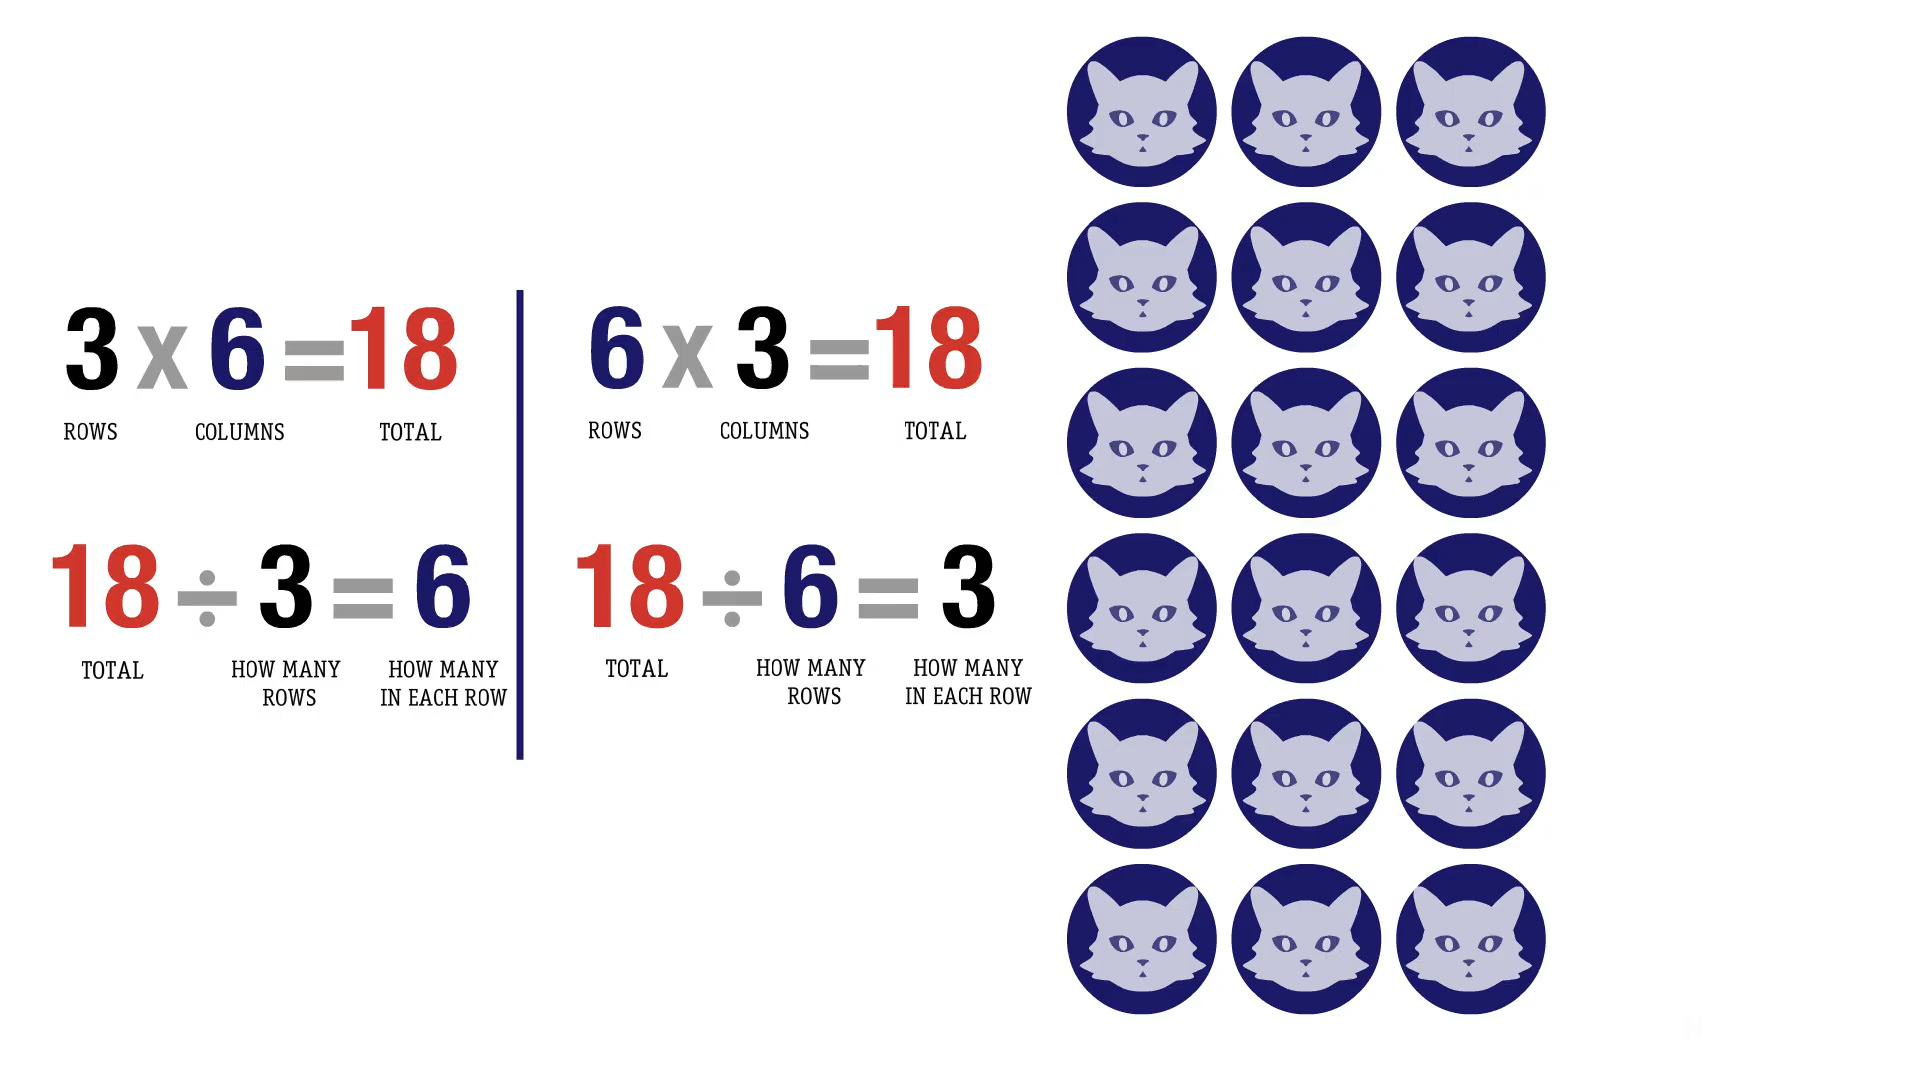 3 x 6 = 18
ROWS COLUMNS TOTAL
18 ÷ 3 = 6
TOTAL HOW MANY ROWS HOW MANY IN EACH ROW
6 x 3 = 18
ROWS COLUMNS TOTAL
18 ÷ 6 = 3
TOTAL HOW MANY ROWS HOW MANY IN EACH ROW